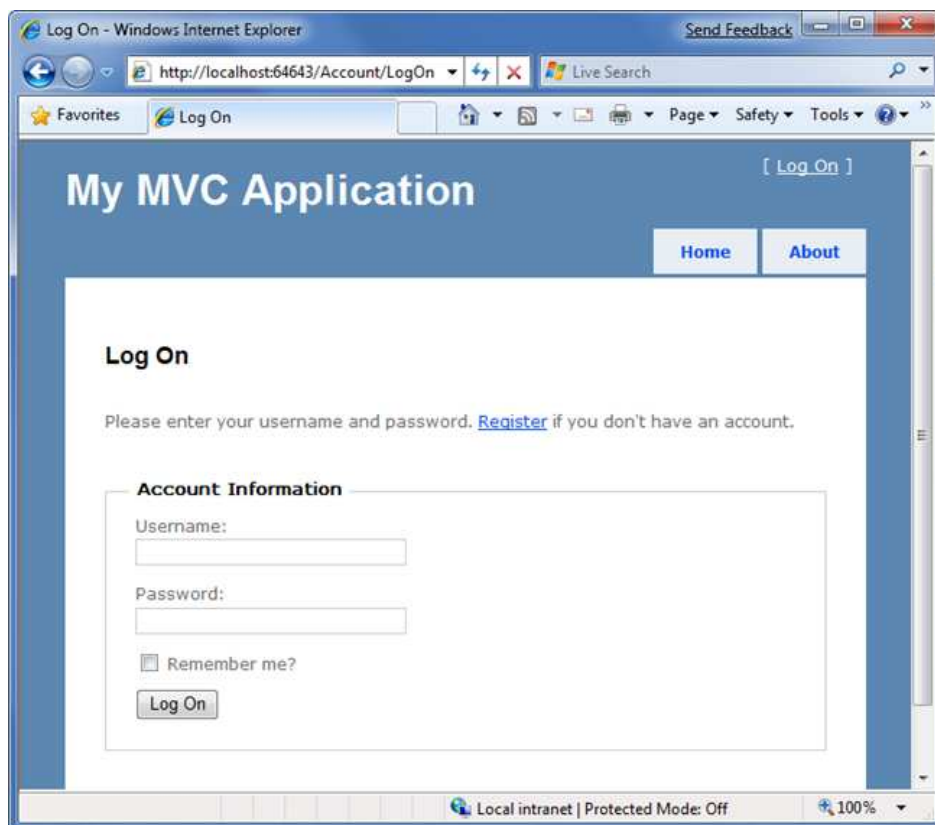 Log On - Windows Internet Explorer
Send Feedback
http://localhost:64643/Account/LogOn
Live Search
Favorites
Log On
Page
Safety
Tools
[ Log On ]
My MVC Application
Home
About
Log On
Please enter your username and password. Register if you don't have an account.
Account Information
Username:
Password:
Remember me?
Log On
Local intranet | Protected Mode: Off
100%